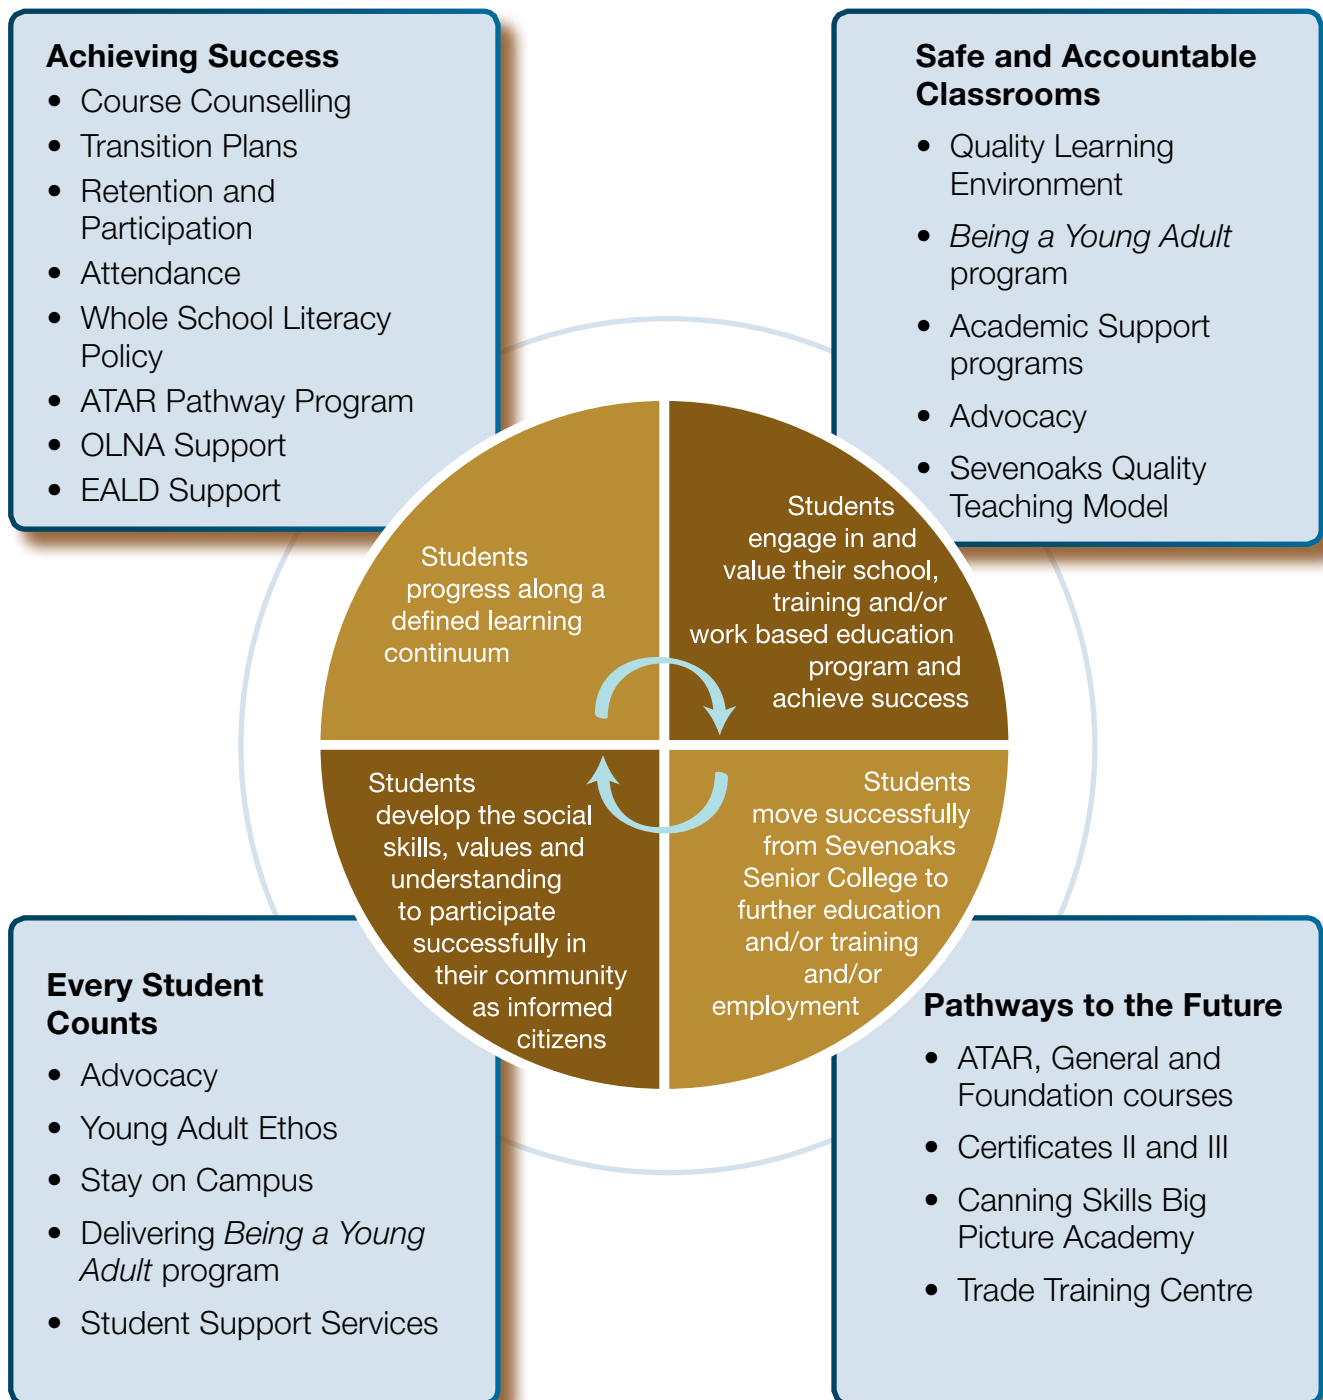 Achieving Success
• Course Counselling
• Transition Plans
• Retention and
Participation
• Attendance
• Whole School Literacy
Policy
• ATAR Pathway Program
• OLNA Support
• EALD Support
Safe and Accountable
Classrooms
• Quality Learning
Environment
• Being a Young Adult
program
• Academic Support
programs
• Advocacy
• Sevenoaks Quality
Teaching Model
Students
progress along a
defined learning
continuum
Students
engage in and
value their school,
training and/or
work based education
program and
achieve success
Students
develop the social
skills, values and
understanding
to participate
successfully in
their community
as informed
citizens
Students
move successfully
from Sevenoaks
Senior College to
further education
and/or training
and/or
employment
Every Student
Counts
• Advocacy
• Young Adult Ethos
• Stay on Campus
• Delivering Being a Young
Adult program
• Student Support Services
Pathways to the Future
• ATAR, General and
Foundation courses
• Certificates II and III
• Canning Skills Big
Picture Academy
• Trade Training Centre